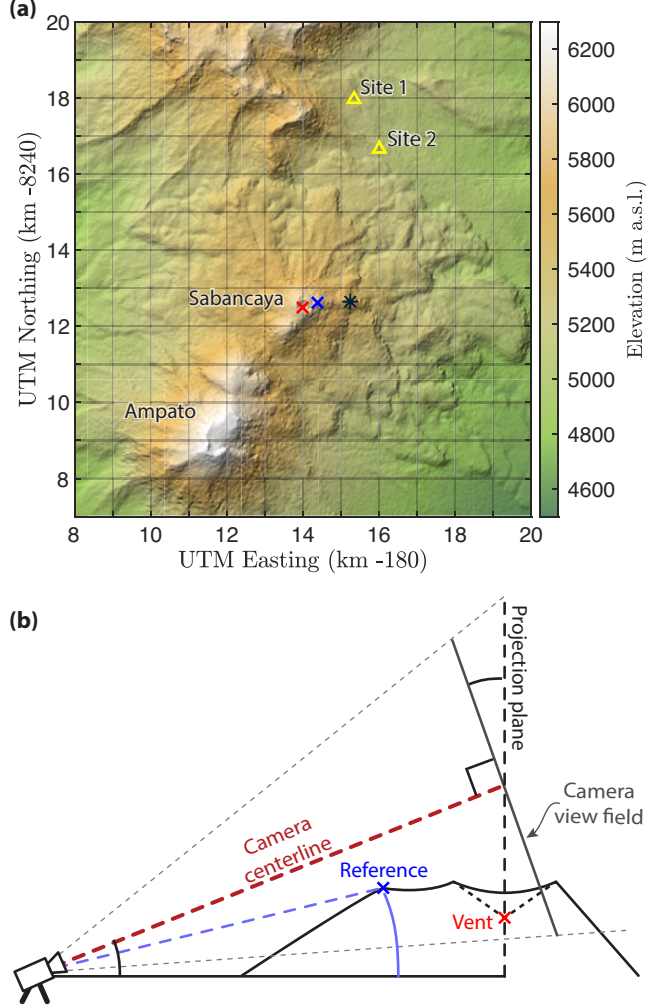 (a)
20
18
16
14
12
10
8
UTM Northing (km -8240)
Site 1
Site 2
Sabancaya
Ampato
8
10
12
14
16
18
20
UTM Easting (km -180)
6200
6000
5800
5600
5400
5200
5000
4800
4600
Elevation (m a.s.l.)
(b)
Projection plane
Camera
view field
Camera
centerline
Reference
Vent